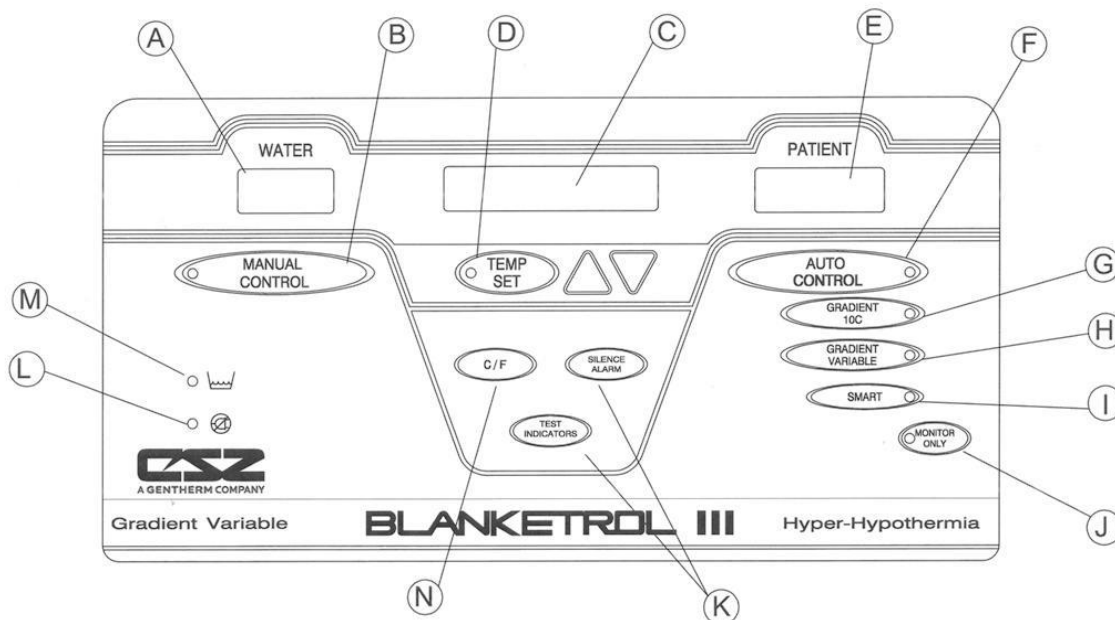 A
B
D
C
E
F
WATER
PATIENT
MANUAL
CONTROL
TEMP
SET
AUTO
CONTROL
G
GRADIENT
10C
M
H
C/F
SILENCE
ALARM
GRADIENT
VARIABLE
L
SMART
I
TEST
INDICATORS
MONITOR
ONLY
CSZ
A GENTHERM COMPANY
Gradient Variable
BLANKETROL III
Hyper-Hypothermia
J
N
K